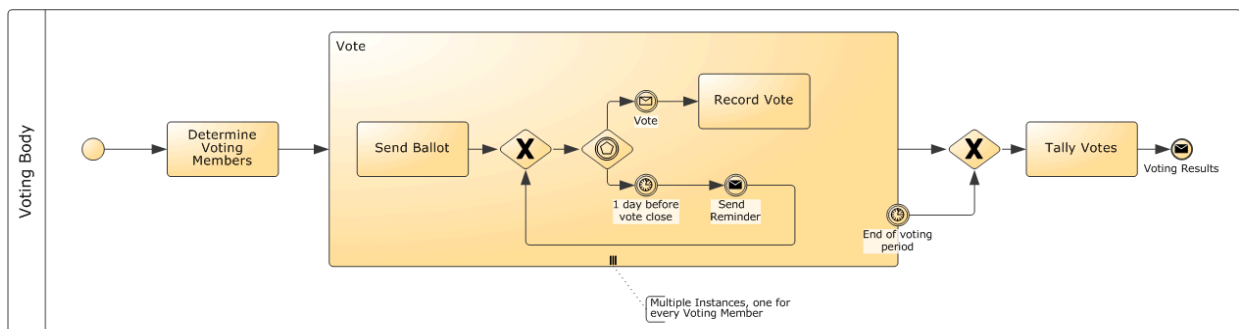 Voting Body
Determine
Voting
Members
Vote
Send Ballot
X
Vote
Record Vote
1 day before
vote close
Send
Reminder
Multiple Instances, one for
every Voting Member
End of voting
period
X
Tally Votes
Voting Results